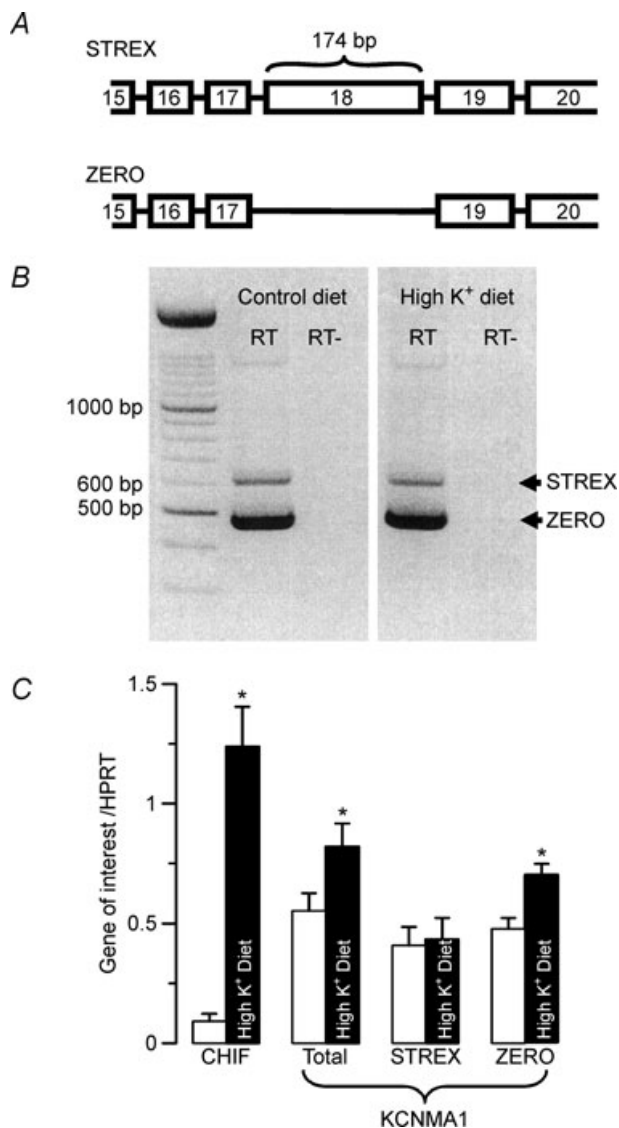 A
STREX
174 bp
15 16 17 18 19 20
ZERO
15 16 17 19 20
B
Control diet
High K+ diet
RT RT-
RT RT-
1000 bp
600 bp
500 bp
STREX
ZERO
C
Gene of interest /HPRT
1.5
1
0.5
0
*
*
*
High K+ Diet
High K+ Diet
High K+ Diet
High K+ Diet
CHIF Total STREX ZERO
KCNMA1